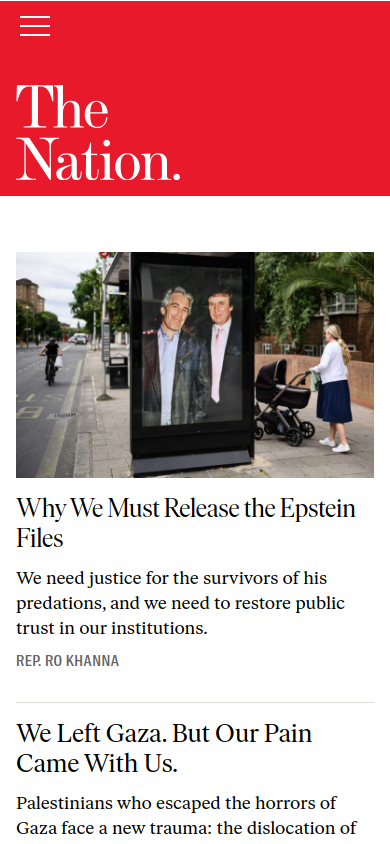 The
Nation.
Why We Must Release the Epstein
Files
We need justice for the survivors of his
predations, and we need to restore public
trust in our institutions.
REP. RO KHANNA
We Left Gaza. But Our Pain
Came With Us.
Palestinians who escaped the horrors of
Gaza face a new trauma: the dislocation of